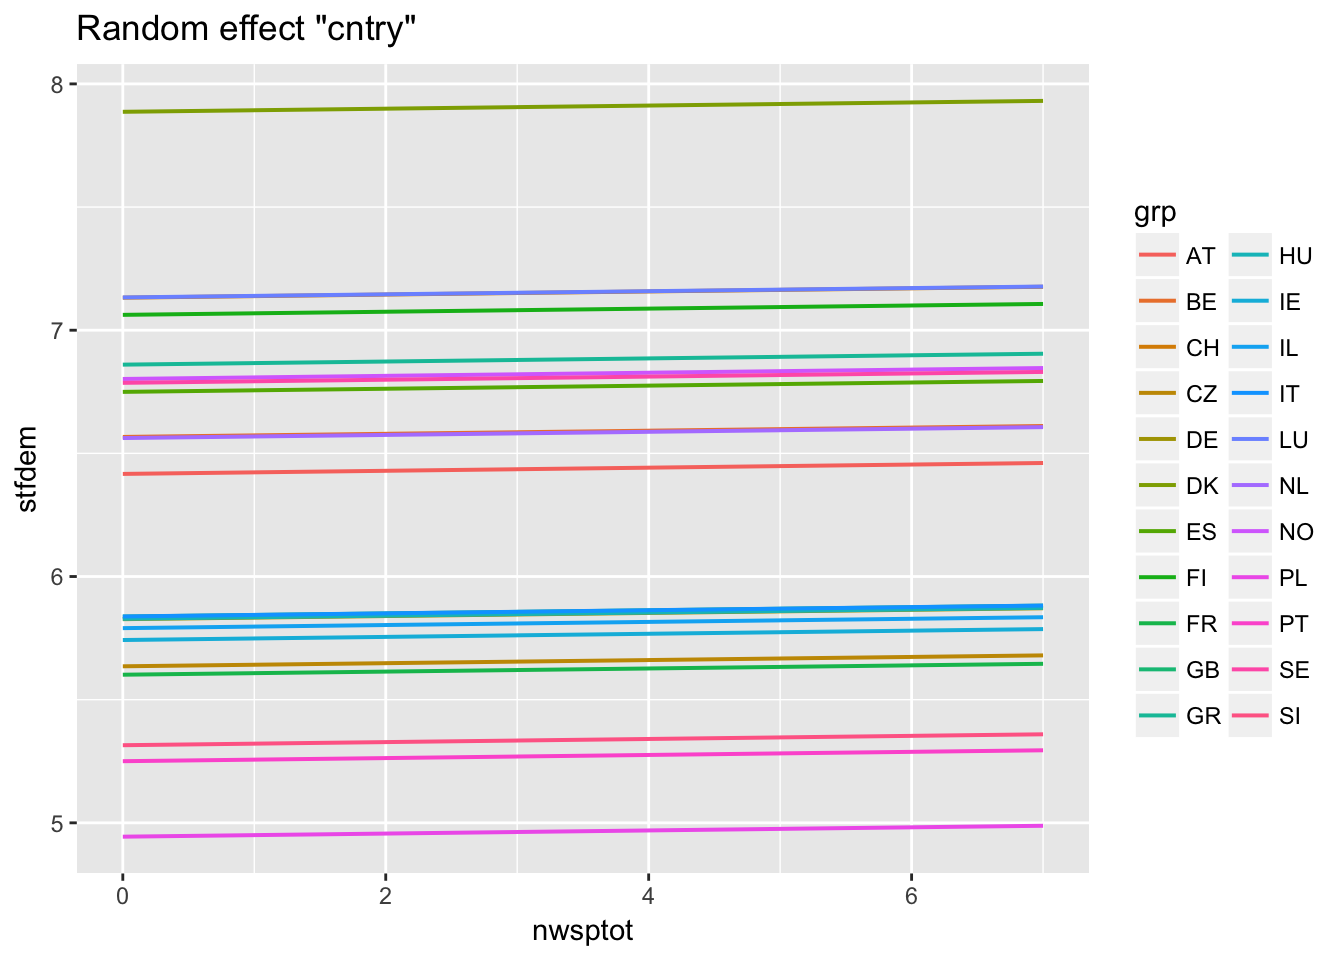 Random effect "cntry"
8
7
6
5
stfdem
0 2 4 6
nwsptot
grp
AT HU
BE IE
CH IL
CZ IT
DE LU
DK NL
ES NO
FI PL
FR PT
GB SE
GR SI